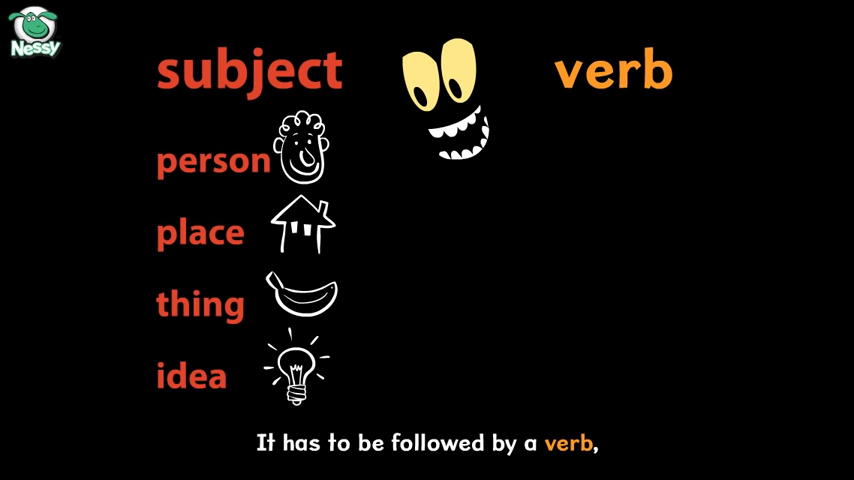 Nessy
subject verb
person
place
thing
idea
It has to be followed by a verb,